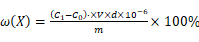 ω(X) = (C₁−C₀)·V×d×10⁻⁶ / m × 100%